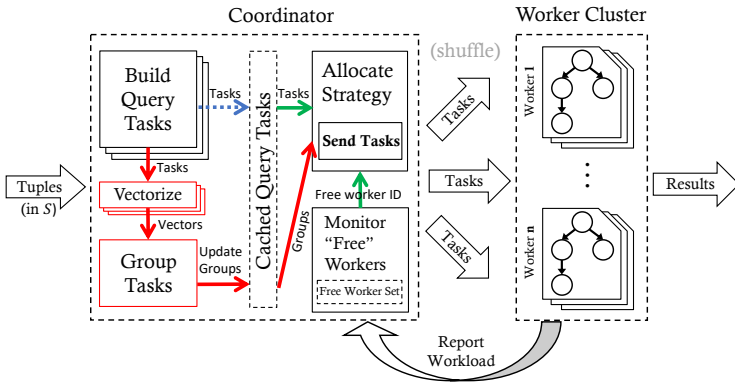 Coordinator
Worker Cluster
Build
Query
Tasks
Tasks
Tasks
Allocate
Strategy
Send Tasks
(shuffle)
Tasks
Worker 1
Tasks
Vectorize
Vectors
Group
Tasks
Update
Groups
Cached Query Tasks
Groups
Free worker ID
Monitor
“Free”
Workers
Free Worker Set
Tuples
(in S)
Tasks
Tasks
...
Worker n
Results
Report
Workload